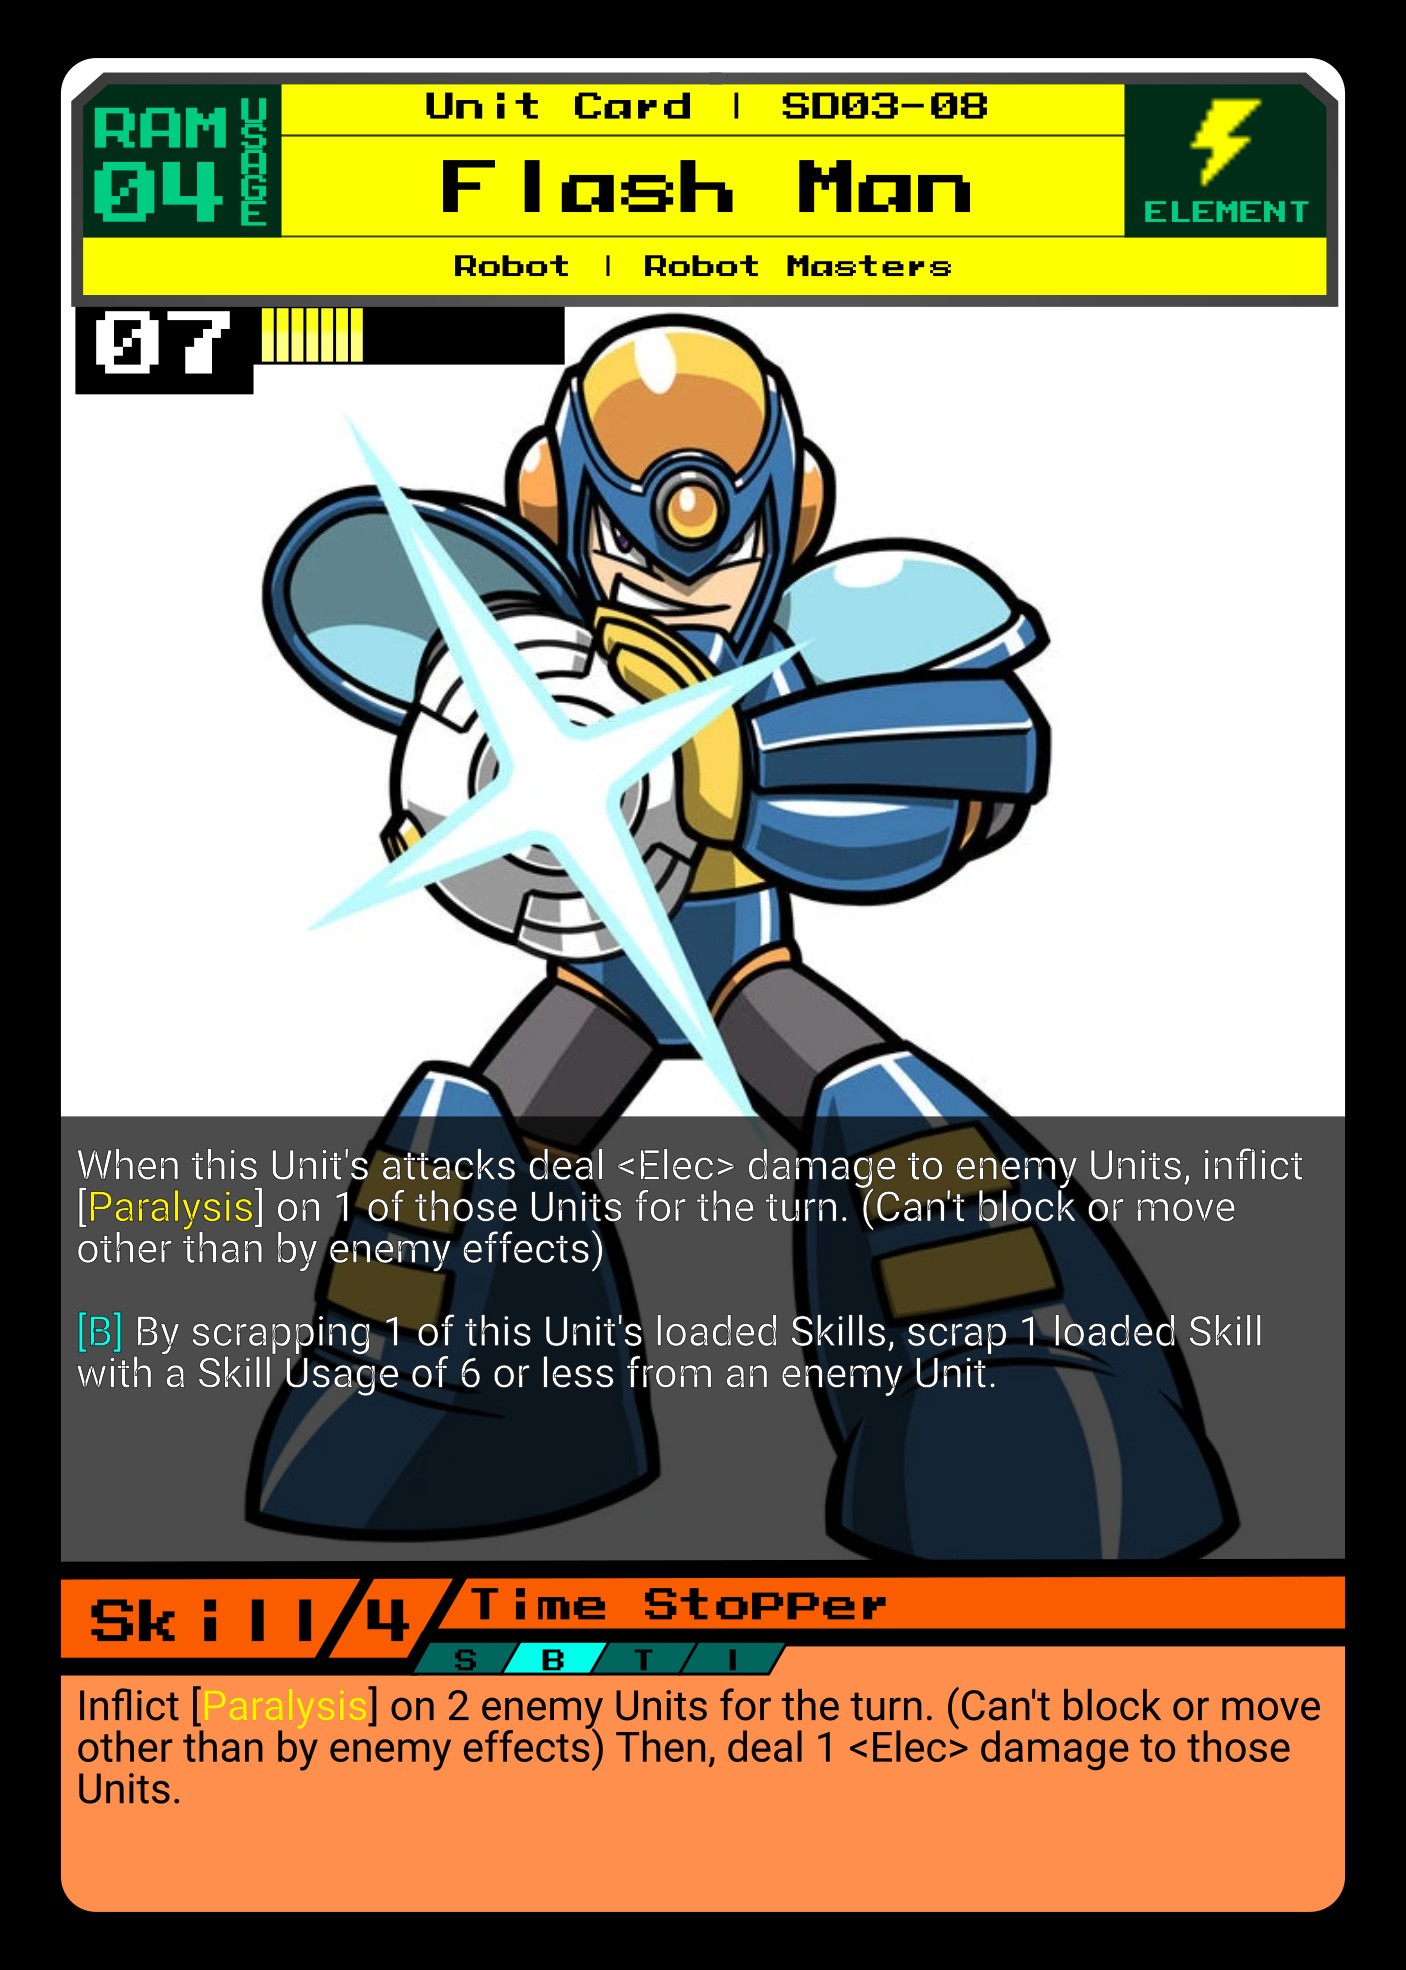 RAM USAGE
04
Unit Card | SD03-08
Flash Man
ELEMENT
Robot | Robot Masters
07
When this Unit's attacks deal <Elec> damage to enemy Units, inflict
[Paralysis] on 1 of those Units for the turn. (Can't block or move
other than by enemy effects)
[B] By scrapping 1 of this Unit's loaded Skills, scrap 1 loaded Skill
with a Skill Usage of 6 or less from an enemy Unit.
Skill/4 Time Stopper
S B T I
Inflict [Paralysis] on 2 enemy Units for the turn. (Can't block or move
other than by enemy effects) Then, deal 1 <Elec> damage to those
Units.